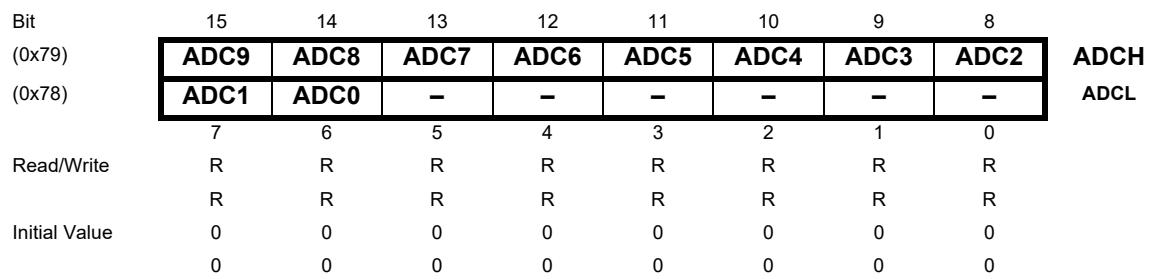 Bit 15 14 13 12 11 10 9 8
(0x79) ADC9 ADC8 ADC7 ADC6 ADC5 ADC4 ADC3 ADC2 ADCH
(0x78) ADC1 ADC0 – – – – – – ADCL
7 6 5 4 3 2 1 0
Read/Write R R R R R R R R
R R R R R R R R
Initial Value 0 0 0 0 0 0 0 0
0 0 0 0 0 0 0 0